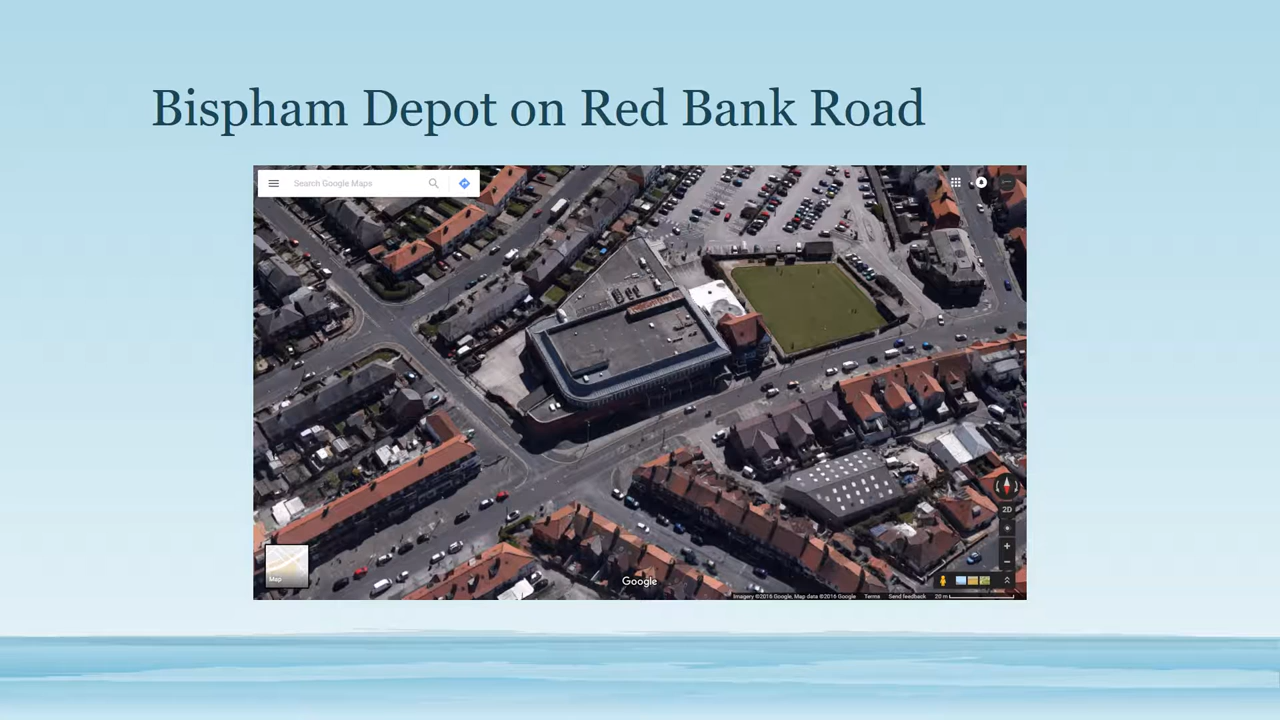 Bispham Depot on Red Bank Road
Search Google Maps
2D
Map
Google
Imagery ©2016 Google, Map data ©2016 Google Terms Send feedback 20 m